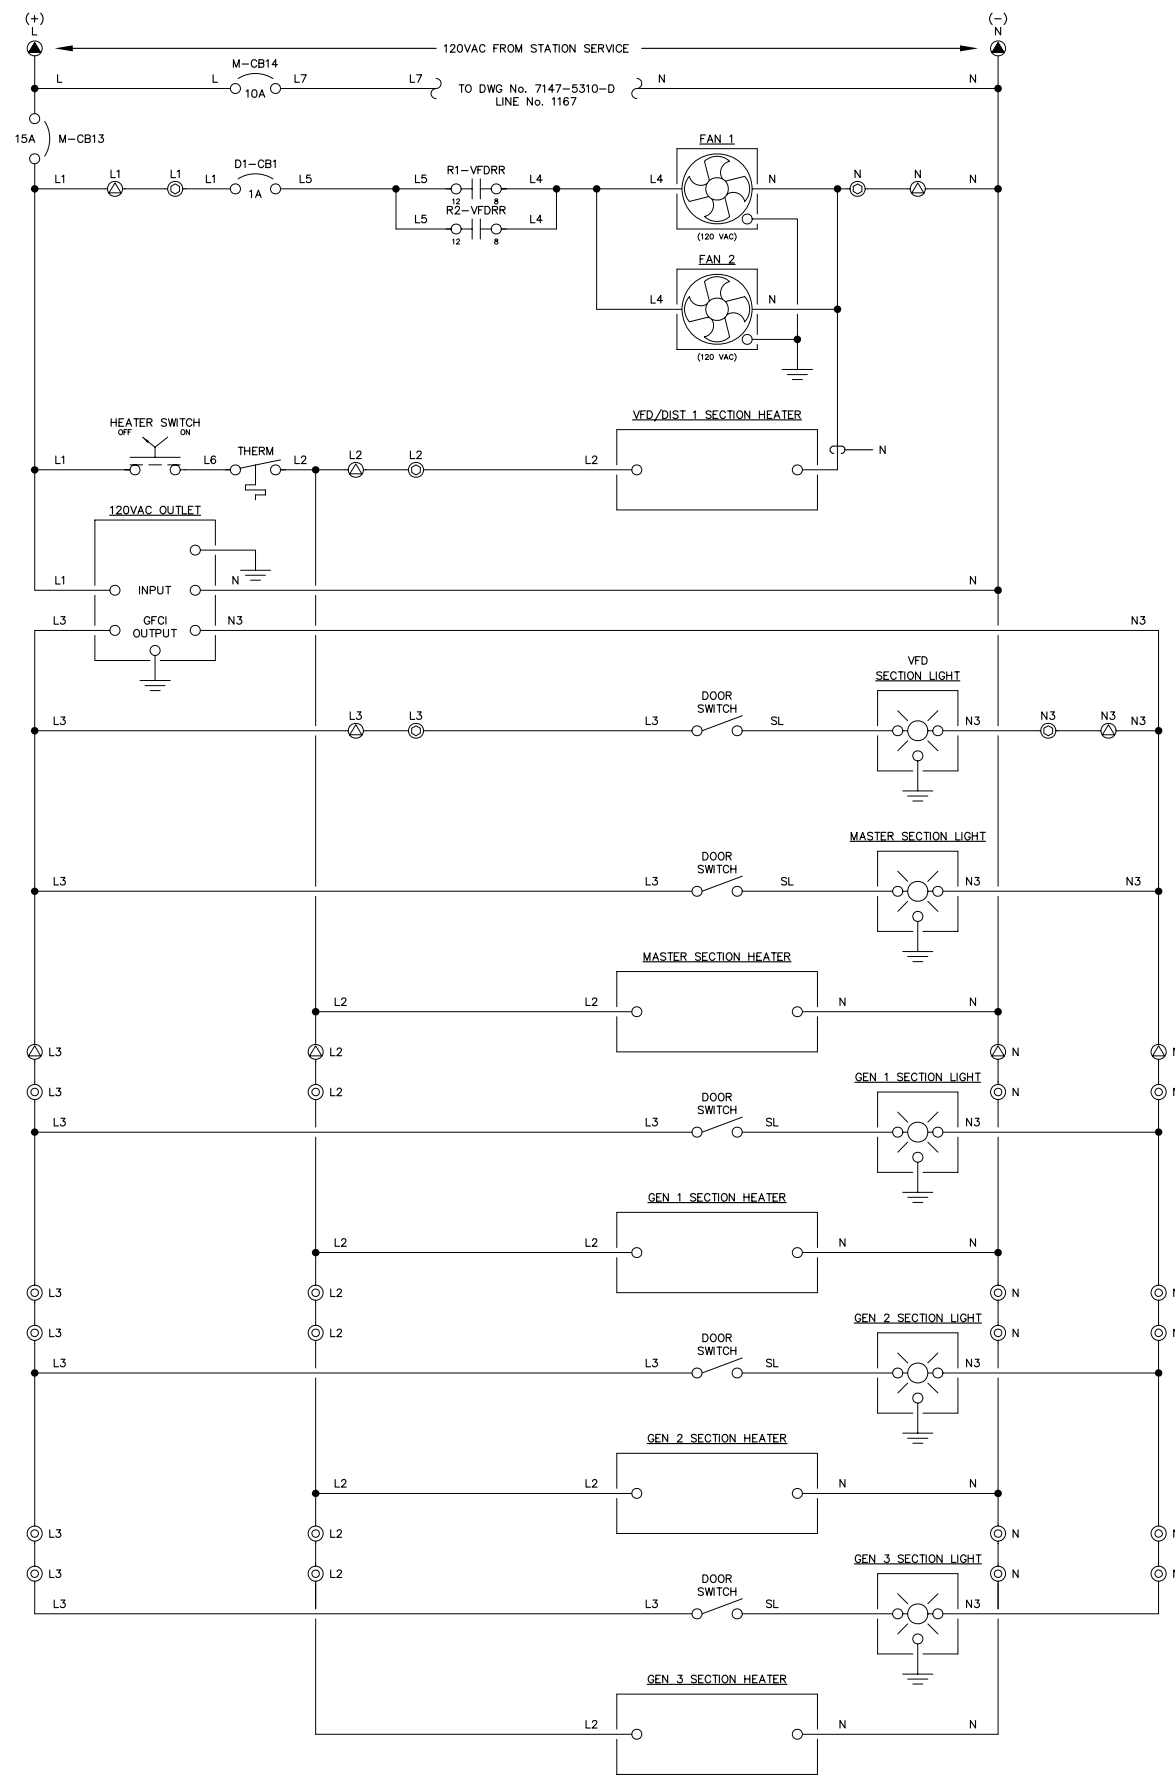 (+)
L
(-)
N
120VAC FROM STATION SERVICE
M-CB14
L
L
10A
L7
L7
TO DWG No. 7147-5310-D
LINE No. 1167
N
N
15A
M-CB13
L1
L1
L1
L1
D1-CB1
1A
L5
L5
R1-VFDRR
12
8
L4
L5
R2-VFDRR
12
8
L4
FAN 1
L4
N
(120 VAC)
N
N
N
FAN 2
L4
N
(120 VAC)
HEATER SWITCH
OFF
ON
L1
L6
THERM
L2
L2
L2
VFD/DIST 1 SECTION HEATER
L2
N
120VAC OUTLET
L1
INPUT
N
N
L3
GFCI
OUTPUT
N3
N3
VFD
SECTION LIGHT
DOOR
SWITCH
L3
L3
L3
L3
SL
N3
N3
N3
N3
MASTER SECTION LIGHT
DOOR
SWITCH
L3
L3
SL
N3
N3
MASTER SECTION HEATER
L2
L2
N
N
L3
L2
N
N
L3
L2
N
N
GEN 1 SECTION LIGHT
DOOR
SWITCH
L3
L3
SL
N3
GEN 1 SECTION HEATER
L2
L2
N
N
L3
L2
N
N
L3
L2
N
N
GEN 2 SECTION LIGHT
DOOR
SWITCH
L3
L3
SL
N3
GEN 2 SECTION HEATER
L2
L2
N
N
L3
L2
N
N
L3
L2
N
N
GEN 3 SECTION LIGHT
DOOR
SWITCH
L3
L3
SL
N3
GEN 3 SECTION HEATER
L2
N
N